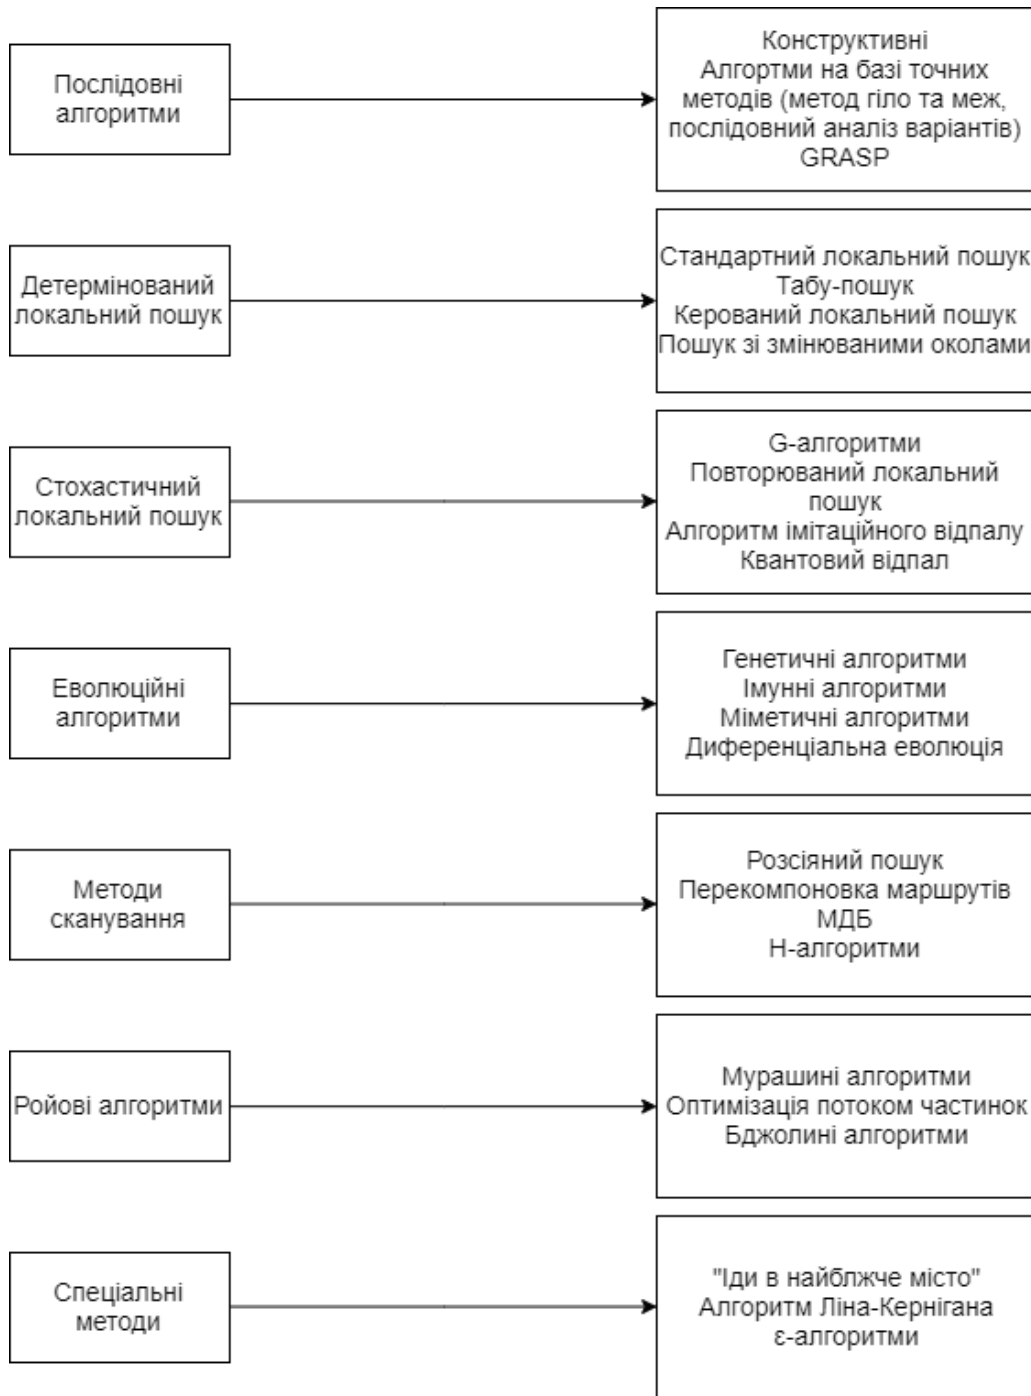 Послідовні
алгоритми
Конструктивні
Алгортми на базі точних
методів (метод гіло та меж,
послідовний аналіз варіантів)
GRASP
Детермінований
локальний пошук
Стандартний локальний пошук
Табу-пошук
Керований локальний пошук
Пошук зі змінюваними околами
Стохастичний
локальний пошук
G-алгоритми
Повторюваний локальний
пошук
Алгоритм імітаційного відпалу
Квантовий відпал
Еволюційні
алгоритми
Генетичні алгоритми
Імунні алгоритми
Міметичні алгоритми
Диференціальна еволюція
Методи
сканування
Розсіяний пошук
Перекомпоновка маршрутів
МДБ
Н-алгоритми
Ройові алгоритми
Мурашині алгоритми
Оптимізація потоком частинок
Бджолині алгоритми
Спеціальні
методи
"Іди в найблжче місто"
Алгоритм Ліна-Кернігана
ε-алгоритми